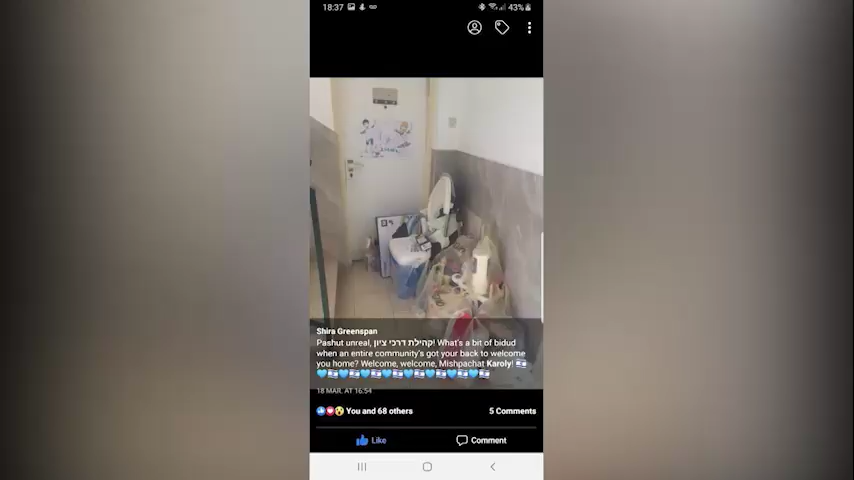 18:37
43%
Shira Greenspan
Pashut unreal, קהילת דרכי ציון! What's a bit of bidud
when an entire community's got your back to welcome
you home? Welcome, welcome, Mishpachat Karoly! 🇮🇱
💙🇮🇱💙🇮🇱💙🇮🇱💙🇮🇱💙🇮🇱💙🇮🇱💙🇮🇱💙🇮🇱
18 MAR. AT 16:54
You and 68 others
5 Comments
Like
Comment